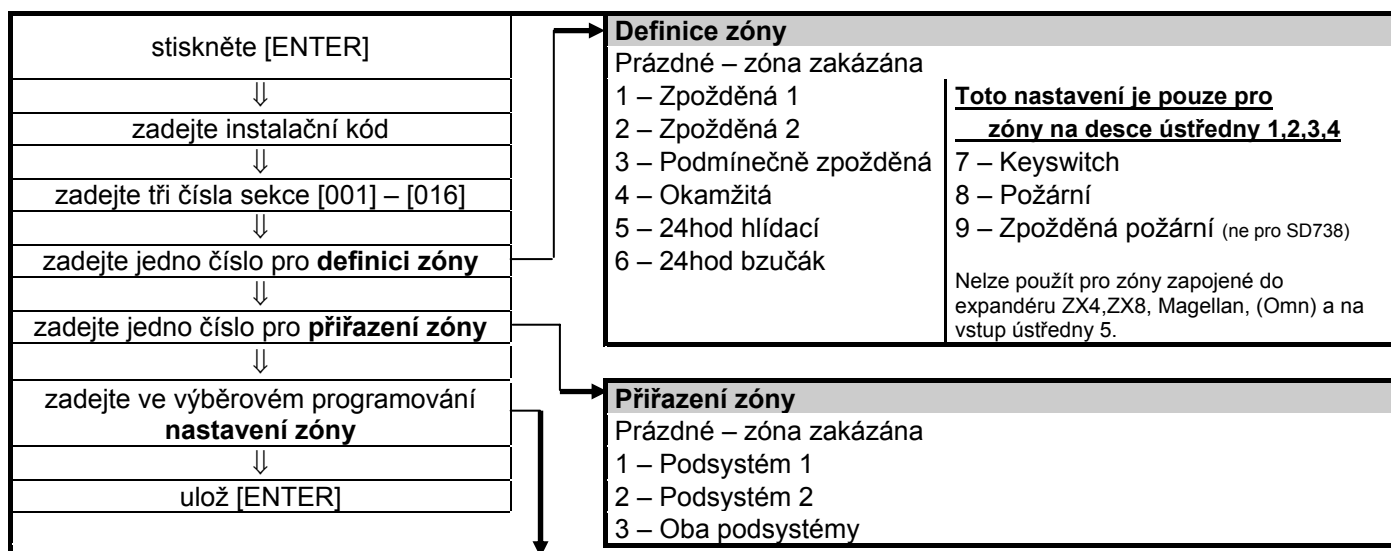 stiskněte [ENTER]
⇓
zadejte instalační kód
⇓
zadejte tři čísla sekce [001] – [016]
⇓
zadejte jedno číslo pro definici zóny
⇓
zadejte jedno číslo pro přiřazení zóny
⇓
zadejte ve výběrovém programování
nastavení zóny
⇓
ulož [ENTER]
Definice zóny
Prázdné – zóna zakázána
1 – Zpožděná 1
2 – Zpožděná 2
3 – Podmínečně zpožděná
4 – Okamžitá
5 – 24hod hlídací
6 – 24hod bzučák
Toto nastavení je pouze pro
zóny na desce ústředny 1,2,3,4
7 – Keyswitch
8 – Požární
9 – Zpožděná požární (ne pro SD738)
Nelze použít pro zóny zapojené do
expandéru ZX4,ZX8, Magellan, (Omn) a na
vstup ústředny 5.
Přiřazení zóny
Prázdné – zóna zakázána
1 – Podsystém 1
2 – Podsystém 2
3 – Oba podsystémy